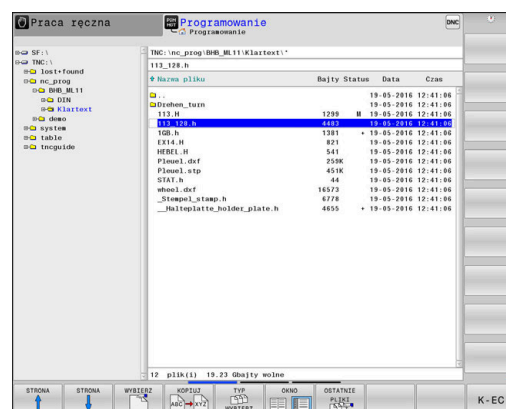 Praca ręczna
PGM MGT
Programowanie
Programowanie
DNC
SF:\
TNC:\
lost+found
nc_prog
BHB_ML11
DIN
Klartext
demo
system
table
tncguide
TNC:\nc_prog\BHB_ML11\Klartext\*
113_128.h
Nazwa pliku Bajty Status Data Czas
.. 19-05-2016 12:41:06
Drehen_turn 19-05-2016 12:41:06
113.H 1299 M 19-05-2016 12:41:06
113_128.h 4483 19-05-2016 12:41:06
1GB.h 1381 + 19-05-2016 12:41:06
EX14.H 821 19-05-2016 12:41:06
HEBEL.H 541 19-05-2016 12:41:06
Pleuel.dxf 259K 19-05-2016 12:41:06
Pleuel.stp 451K 19-05-2016 12:41:06
STAT.h 44 19-05-2016 12:41:06
wheel.dxf 16573 19-05-2016 12:41:06
_Stempel_stamp.h 6778 19-05-2016 12:41:06
__Halteplatte_holder_plate.h 4655 + 19-05-2016 12:41:06
12 plik(i) 19.23 Gbajty wolne
STRONA
STRONA
WYBIERZ
KOPIUJ
ABC XYZ
TYP
WYBIERZ
OKNO
OSTATNIE
PLIKI
K-EC